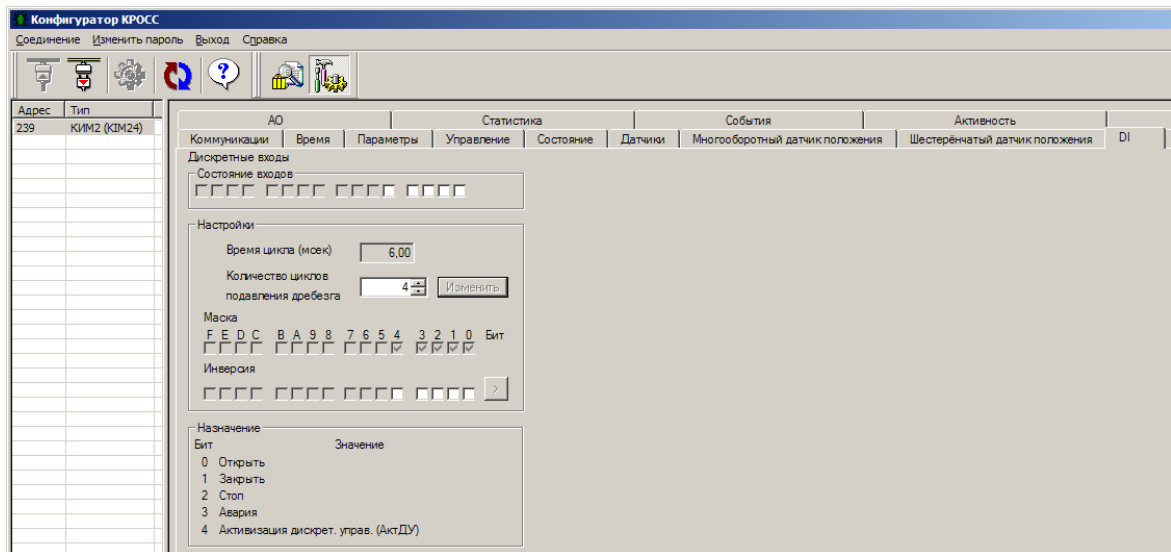 Конфигуратор КРОСС
Соединение Изменить пароль Выход Справка
Адрес Тип
239 КИМ2 (KIM24)
АО Статистика События Активность
Коммуникации Время Параметры Управление Состояние Датчики Многооборотный датчик положения Шестерёнчатый датчик положения DI
Дискретные входы
Состояние входов
Настройки
Время цикла (мсек) 6,00
Количество циклов
подавления дребезга 4 Изменить
Маска
F E D C B A 9 8 7 6 5 4 3 2 1 0 Бит
Инверсия
>
Назначение
Бит Значение
0 Открыть
1 Закрыть
2 Стоп
3 Авария
4 Активизация дискрет. управ. (АктДУ)